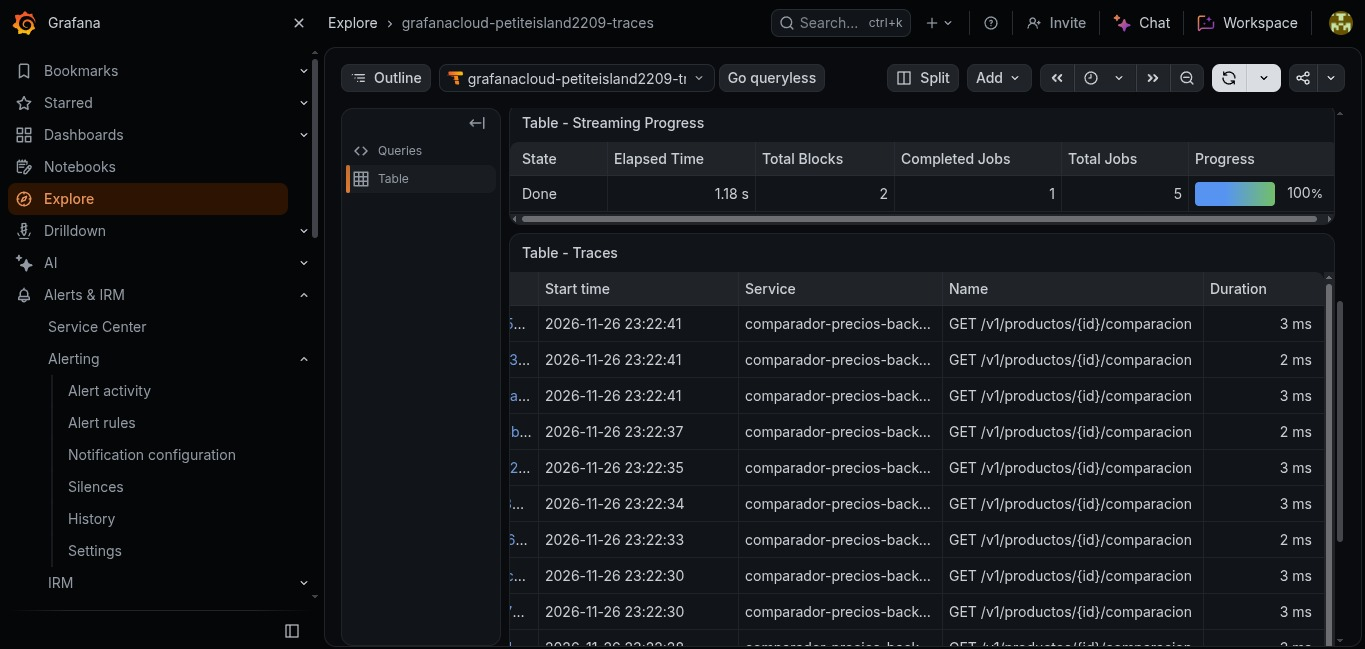 Grafana
Explore › grafanacloud-petiteisland2209-traces
Search... ctrl+k
Invite
Chat
Workspace
Bookmarks
Starred
Dashboards
Notebooks
Explore
Drilldown
AI
Alerts & IRM
Service Center
Alerting
Alert activity
Alert rules
Notification configuration
Silences
History
Settings
IRM
Outline
grafanacloud-petiteisland2209-tr
Go queryless
Split
Add
Queries
Table
Table - Streaming Progress
State Elapsed Time Total Blocks Completed Jobs Total Jobs Progress
Done 1.18 s 2 1 5 100%
Table - Traces
Start time Service Name Duration
5... 2026-11-26 23:22:41 comparador-precios-back... GET /v1/productos/{id}/comparacion 3 ms
3... 2026-11-26 23:22:41 comparador-precios-back... GET /v1/productos/{id}/comparacion 2 ms
a... 2026-11-26 23:22:41 comparador-precios-back... GET /v1/productos/{id}/comparacion 3 ms
b... 2026-11-26 23:22:37 comparador-precios-back... GET /v1/productos/{id}/comparacion 2 ms
2... 2026-11-26 23:22:35 comparador-precios-back... GET /v1/productos/{id}/comparacion 3 ms
... 2026-11-26 23:22:34 comparador-precios-back... GET /v1/productos/{id}/comparacion 3 ms
6... 2026-11-26 23:22:33 comparador-precios-back... GET /v1/productos/{id}/comparacion 2 ms
c... 2026-11-26 23:22:30 comparador-precios-back... GET /v1/productos/{id}/comparacion 3 ms
... 2026-11-26 23:22:30 comparador-precios-back... GET /v1/productos/{id}/comparacion 3 ms